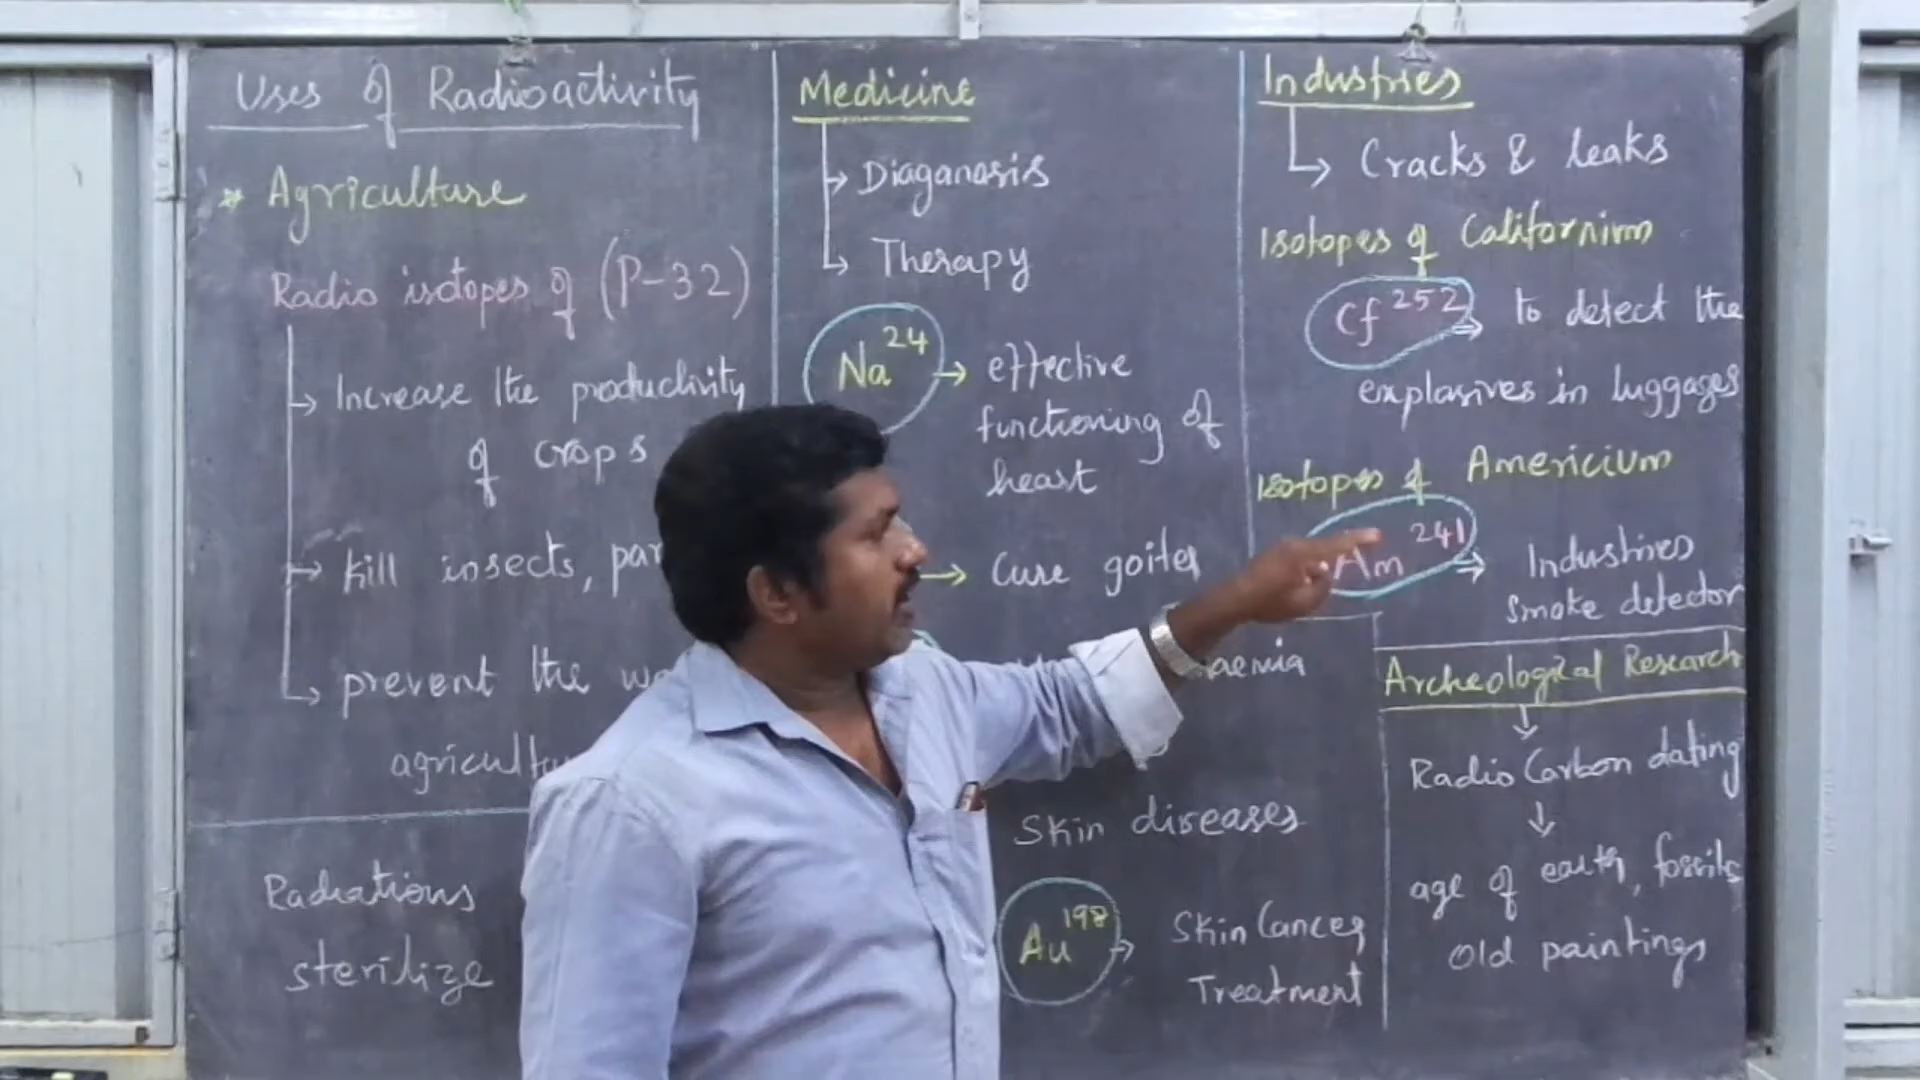 Uses of Radioactivity
* Agriculture
Radio isotopes of (P-32)
→ Increase the productivity
of crops
→ kill insects,
→ prevent the
Radiations
sterilize
Medicine
→ Diaganosis
→ Therapy
Na²⁴ → effective
functioning of
heart
→ Cure goiter
Skin diseases
Au¹⁹⁸ → Skin Cancer
Treatment
Industries
→ Cracks & leaks
Isotopes of Californium
Cf²⁵² → to detect the
explosives in luggages
Isotopes of Americium
Am²⁴¹ → Industries
Smoke detector
Archeological Research
↓
Radio Carbon dating
↓
age of earth, fossils
Old paintings